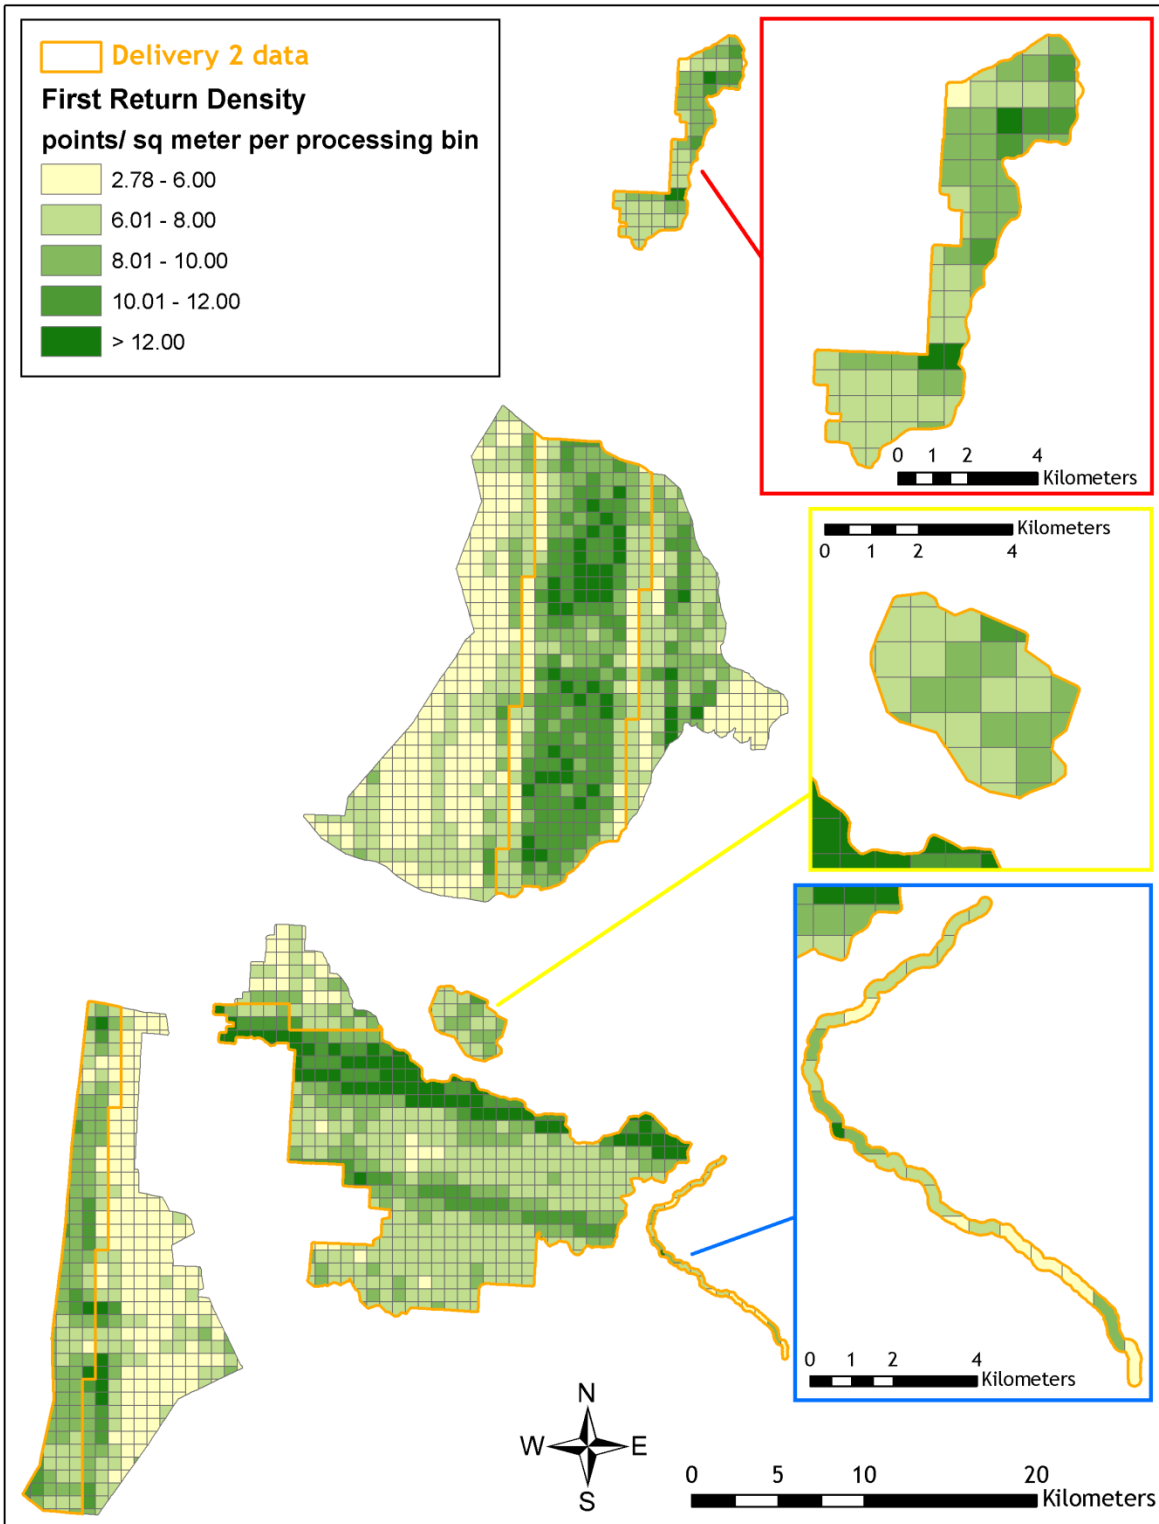 Delivery 2 data
First Return Density
points/ sq meter per processing bin
2.78 - 6.00
6.01 - 8.00
8.01 - 10.00
10.01 - 12.00
> 12.00
0 1 2 4
Kilometers
Kilometers
0 1 2 4
0 1 2 4
Kilometers
N
W E
S
0 5 10 20
Kilometers